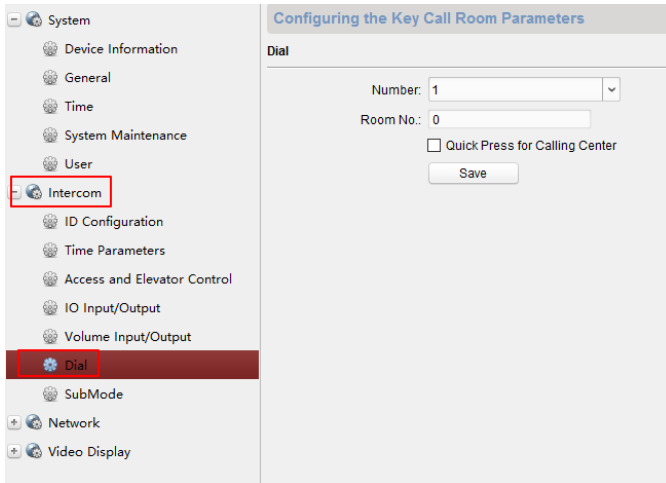 System
Device Information
General
Time
System Maintenance
User
Intercom
ID Configuration
Time Parameters
Access and Elevator Control
IO Input/Output
Volume Input/Output
Dial
SubMode
Network
Video Display
Configuring the Key Call Room Parameters
Dial
Number: 1
Room No.: 0
Quick Press for Calling Center
Save